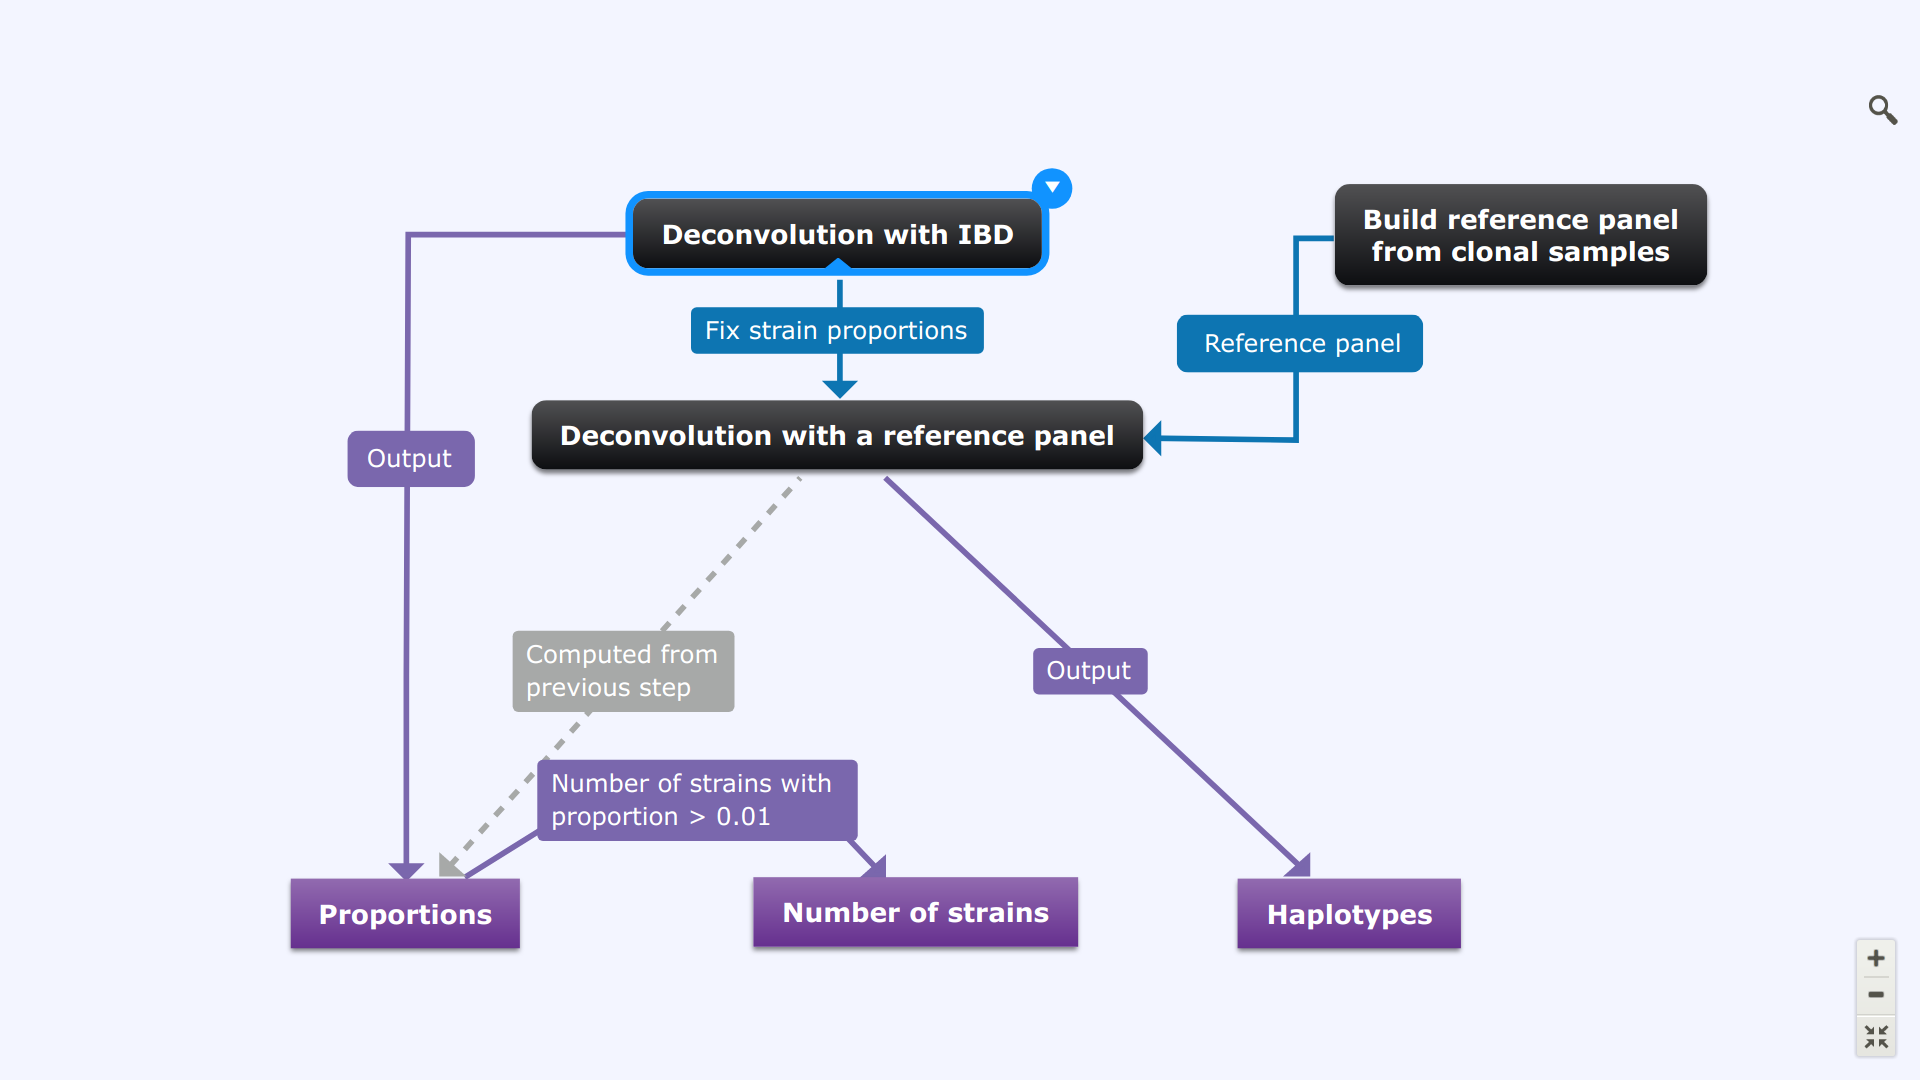 Deconvolution with IBD
Build reference panel
from clonal samples
Fix strain proportions
Reference panel
Deconvolution with a reference panel
Output
Computed from
previous step
Output
Number of strains with
proportion > 0.01
Proportions
Number of strains
Haplotypes